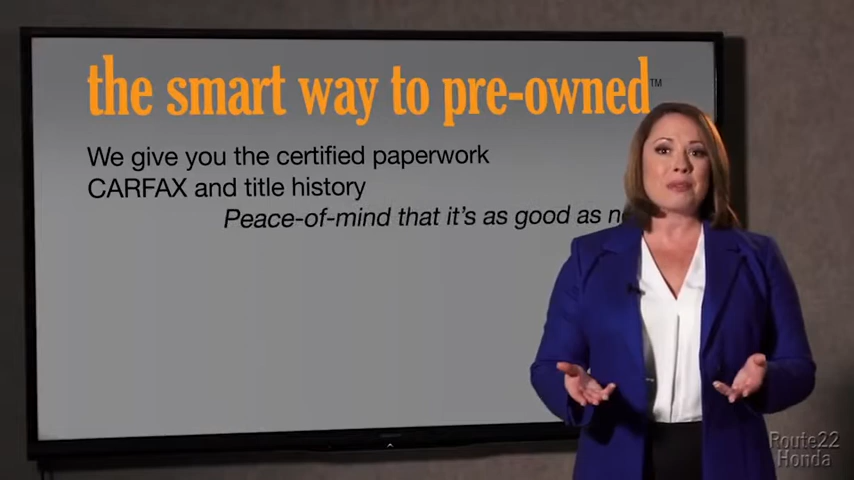 the smart way to pre-owned™
We give you the certified paperwork
CARFAX and title history
Peace-of-mind that it's as good as
Route22
Honda